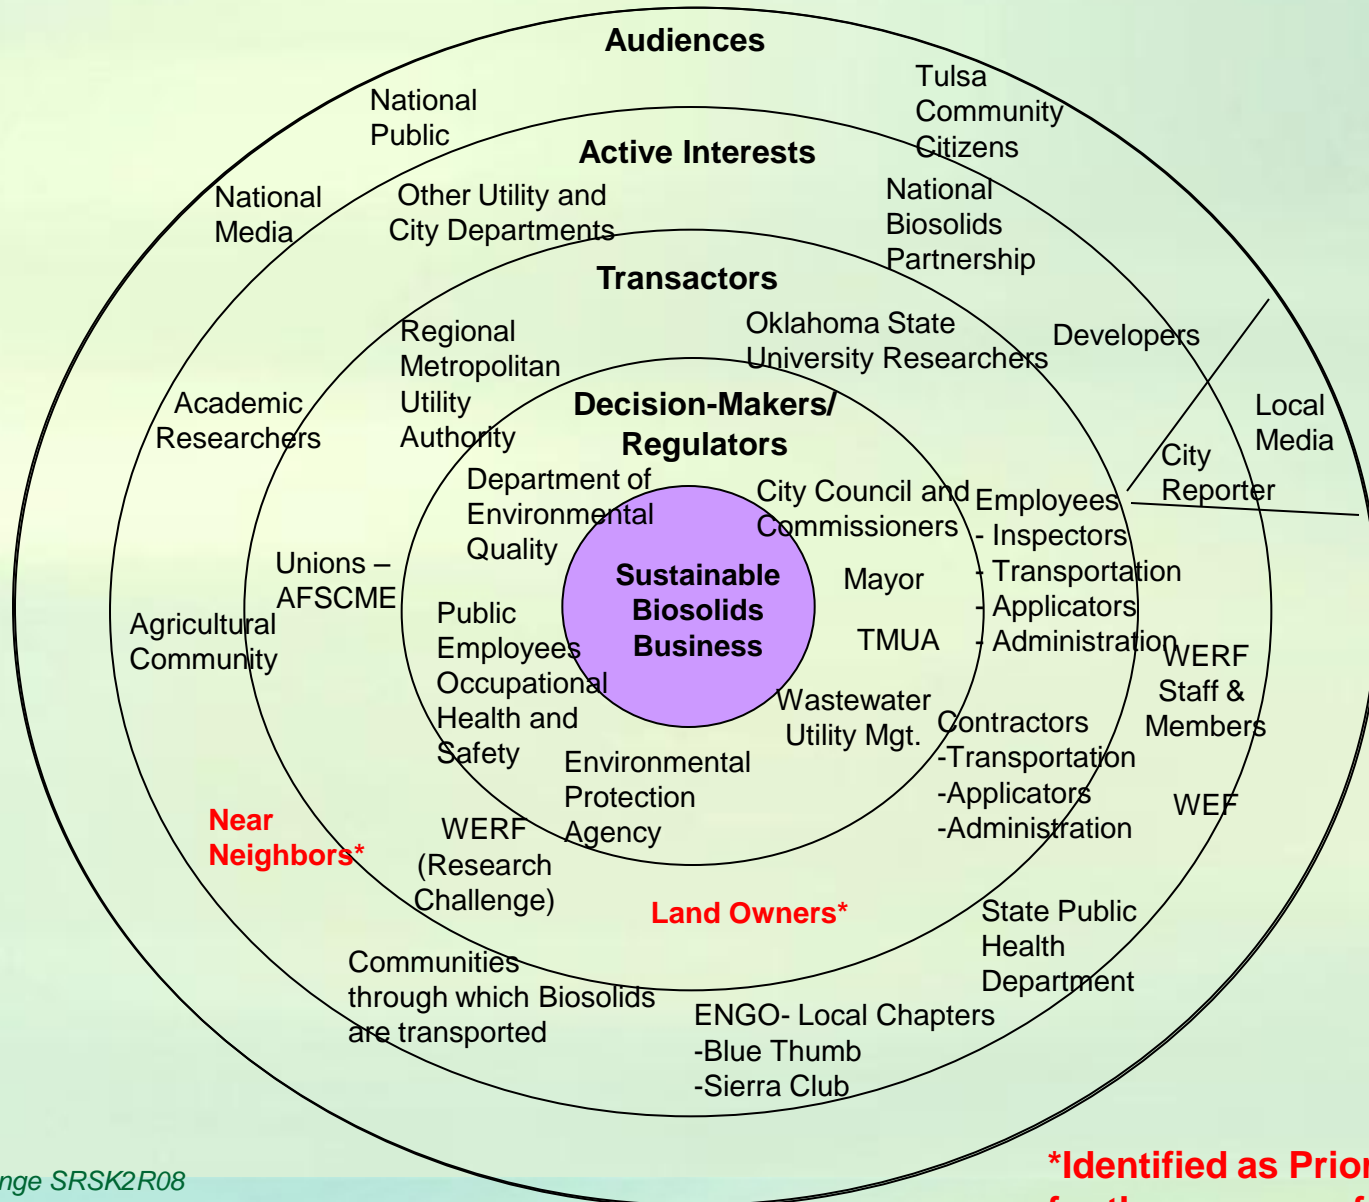 Audiences
National
Public
Tulsa
Community
Citizens
Active Interests
National
Media
Other Utility and
City Departments
National
Biosolids
Partnership
Transactors
Regional
Metropolitan
Utility
Authority
Oklahoma State
University Researchers
Developers
Academic
Researchers
Decision-Makers/
Regulators
Local
Media
City
Reporter
Department of
Environmental
Quality
City Council and
Commissioners
Employees
- Inspectors
- Transportation
- Applicators
- Administration
Unions –
AFSCME
Sustainable
Biosolids
Business
Mayor
TMUA
Agricultural
Community
Public
Employees
Occupational
Health and
Safety
Wastewater
Utility Mgt.
WERF
Staff &
Members
Contractors
-Transportation
-Applicators
-Administration
Environmental
Protection
Agency
WEF
Near
Neighbors*
WERF
(Research
Challenge)
Land Owners*
State Public
Health
Department
Communities
through which Biosolids
are transported
ENGO- Local Chapters
-Blue Thumb
-Sierra Club
*Identified as
SRSK2R08